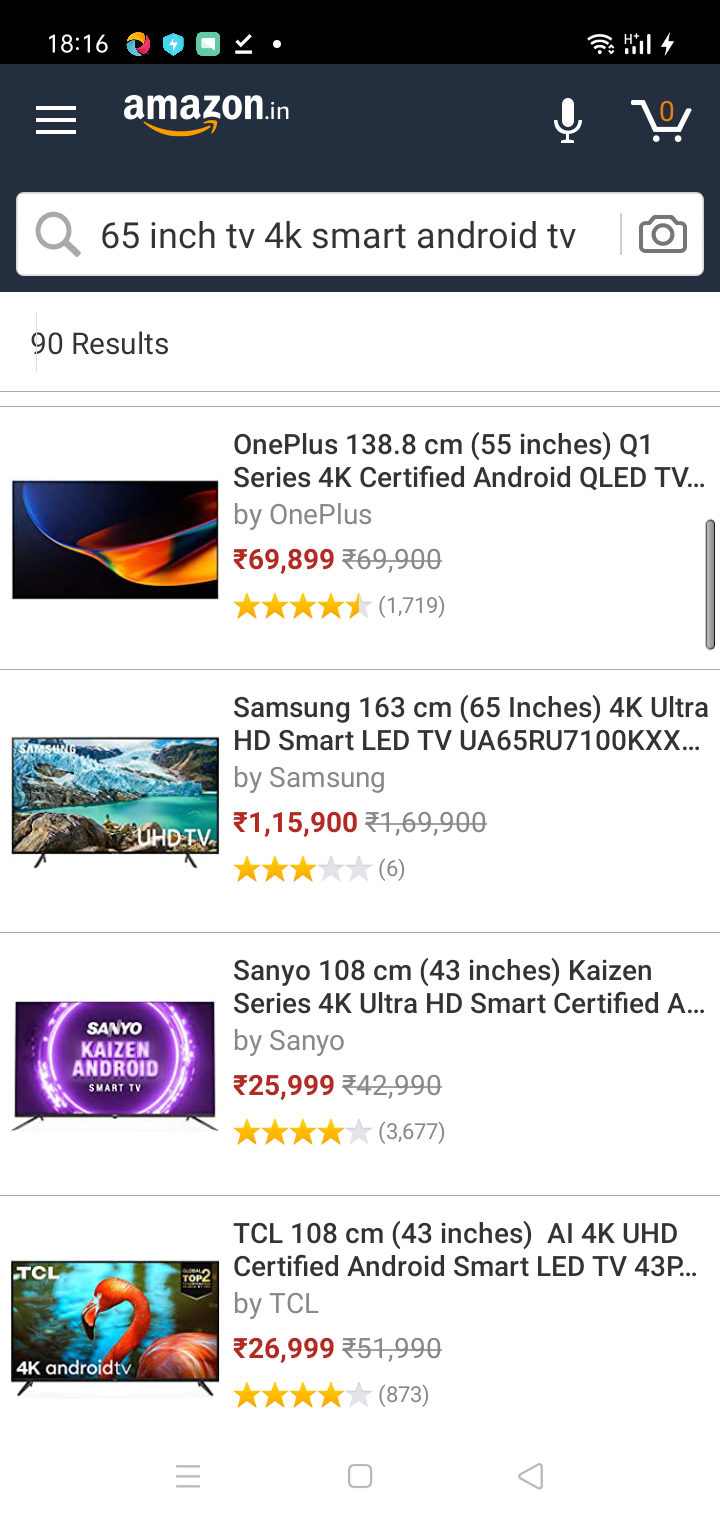 18:16
H+
amazon.in
0
65 inch tv 4k smart android tv
90 Results
OnePlus 138.8 cm (55 inches) Q1
Series 4K Certified Android QLED TV...
by OnePlus
₹69,899 ₹69,900
(1,719)
SAMSUNG
UHD TV
Samsung 163 cm (65 Inches) 4K Ultra
HD Smart LED TV UA65RU7100KXX...
by Samsung
₹1,15,900 ₹1,69,900
(6)
SANYO
KAIZEN
ANDROID
SMART TV
Sanyo 108 cm (43 inches) Kaizen
Series 4K Ultra HD Smart Certified A...
by Sanyo
₹25,999 ₹42,990
(3,677)
TCL
GLOBAL
TOP2
4K androidtv
TCL 108 cm (43 inches)  AI 4K UHD
Certified Android Smart LED TV 43P...
by TCL
₹26,999 ₹51,990
(873)